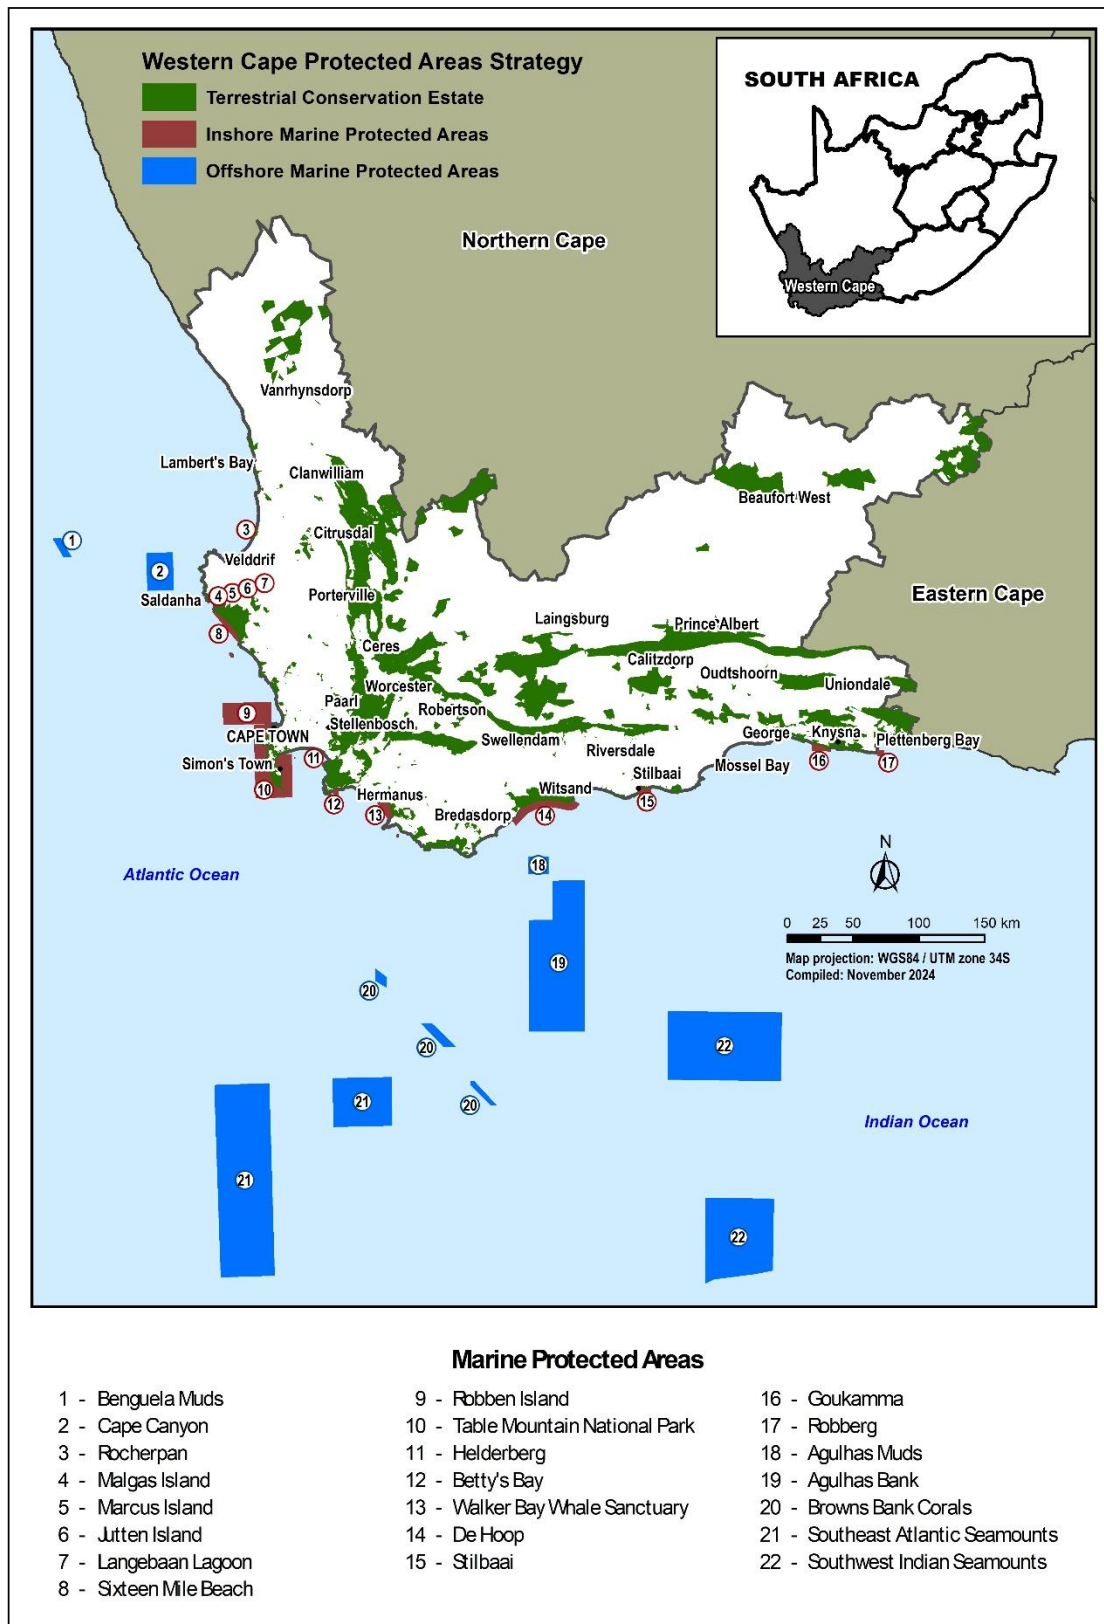 Western Cape Protected Areas Strategy
Terrestrial Conservation Estate
Inshore Marine Protected Areas
Offshore Marine Protected Areas
SOUTH AFRICA
Western Cape
Northern Cape
Vanrhynsdorp
Lambert's Bay
Clanwilliam
Beaufort West
Citrusdal
3
1
2
Velddrif
4 5 6 7
Saldanha
Porterville
Eastern Cape
8
Laingsburg
Prince Albert
Ceres
Calitzdorp
Oudtshoorn
Worcester
Uniondale
Paarl
Robertson
9
Stellenbosch
CAPE TOWN
Swellendam
Riversdale
George
Knysna
Plettenberg Bay
Simon's Town
11
Mossel Bay
16
17
Stilbaai
10
12
Hermanus
Witsand
15
13
Bredasdorp
14
18
Atlantic Ocean
N
0 25 50 100 150 km
Map projection: WGS84 / UTM zone 34S
Compiled: November 2024
19
20
20
22
21
20
Indian Ocean
21
22
Marine Protected Areas
1 - Benguela Muds
2 - Cape Canyon
3 - Rocherpan
4 - Malgas Island
5 - Marcus Island
6 - Jutten Island
7 - Langebaan Lagoon
8 - Sixteen Mile Beach
9 - Robben Island
10 - Table Mountain National Park
11 - Helderberg
12 - Betty's Bay
13 - Walker Bay Whale Sanctuary
14 - De Hoop
15 - Stilbaai
16 - Goukamma
17 - Robberg
18 - Agulhas Muds
19 - Agulhas Bank
20 - Browns Bank Corals
21 - Southeast Atlantic Seamounts
22 - Southwest Indian Seamounts